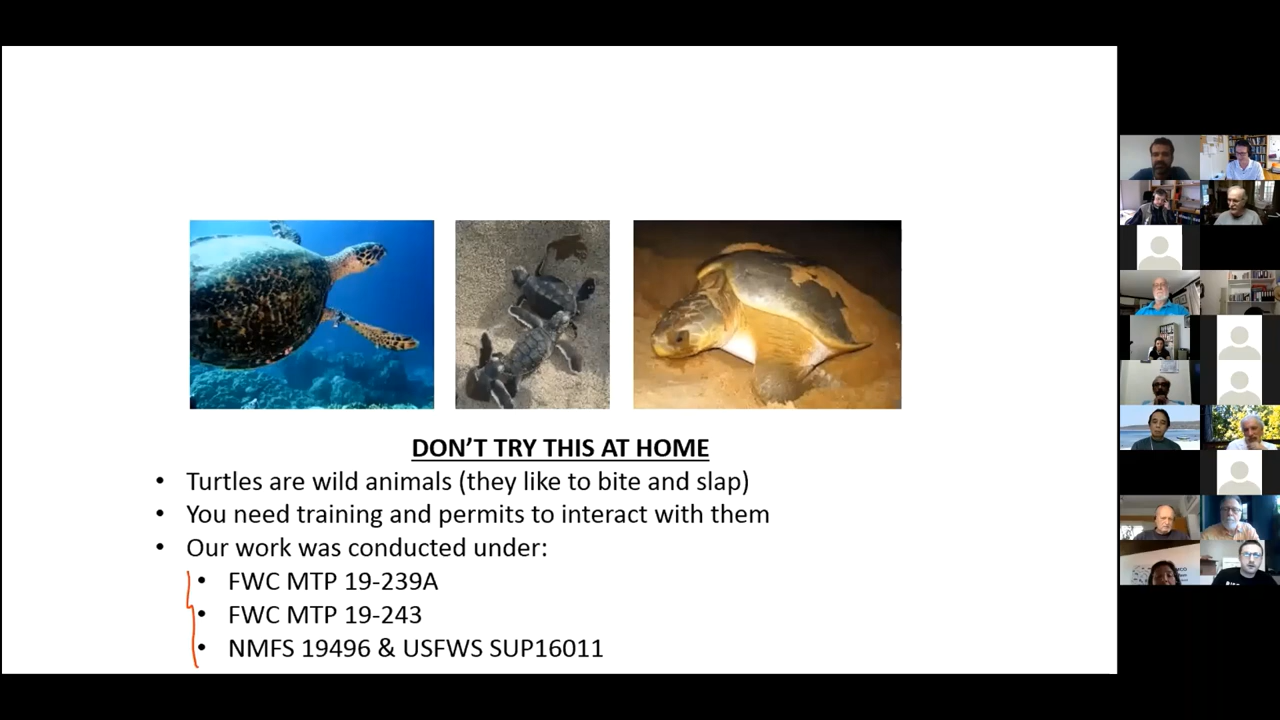 DON'T TRY THIS AT HOME
• Turtles are wild animals (they like to bite and slap)
• You need training and permits to interact with them
• Our work was conducted under:
• FWC MTP 19-239A
• FWC MTP 19-243
• NMFS 19496 & USFWS SUP16011